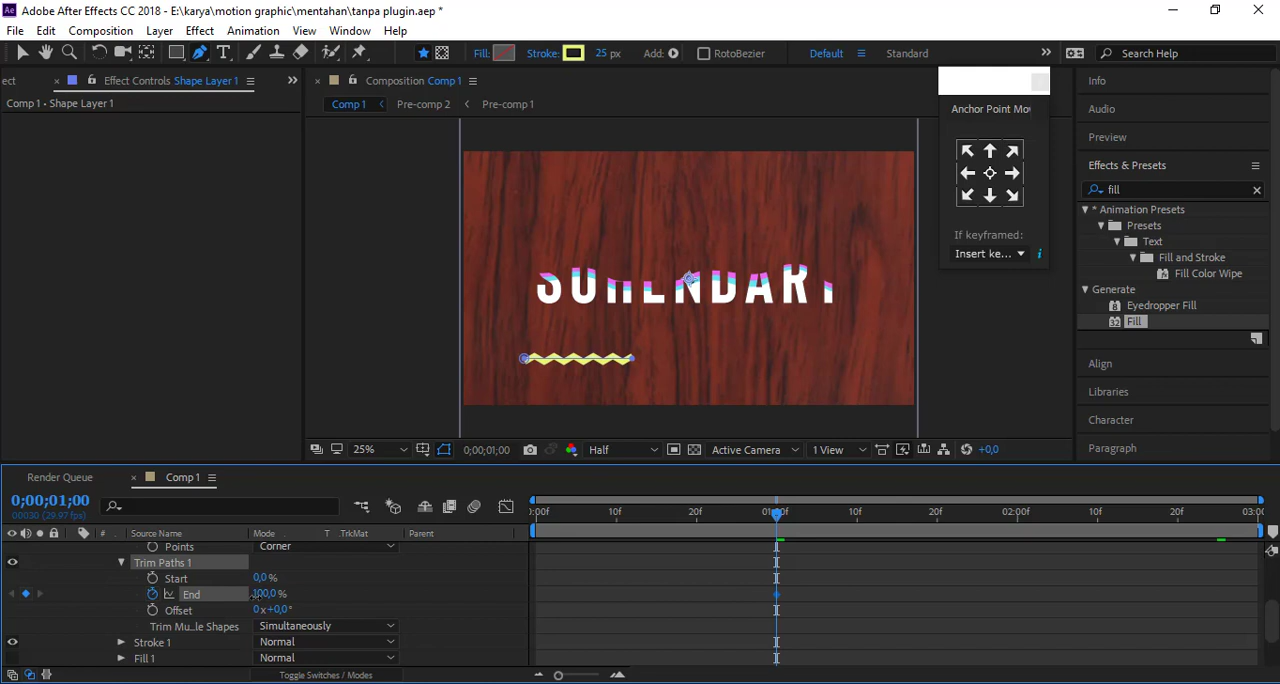 Adobe After Effects CC 2018 - E:\karya\motion graphic\mentahan\tanpa plugin.aep *
File Edit Composition Layer Effect Animation View Window Help
Fill: Stroke: 25 px Add: RotoBezier Default Standard Search Help
ect Effect Controls Shape Layer 1 Composition Comp 1
Comp 1 • Shape Layer 1
Comp 1 Pre-comp 2 Pre-comp 1
Anchor Point Mov
If keyframed:
Insert ke...
Info
Audio
Preview
Effects & Presets
fill
* Animation Presets
Presets
Text
Fill and Stroke
Fill Color Wipe
Generate
Eyedropper Fill
Fill
Align
Libraries
Character
Paragraph
25% 0;00;01;00 Half Active Camera 1 View +0,0
Render Queue Comp 1
0;00;01;00
00030 (29.97 fps)
# Source Name Mode T .TrkMat Parent
:00f 10f 20f 01:00f 10f 20f 02:00f 10f 20f 03:00
Points Corner
Trim Paths 1
Start 0,0 %
End 100,0 %
Offset 0 x+0,0°
Trim Mu...le Shapes Simultaneously
Stroke 1 Normal
Fill 1 Normal
Toggle Switches / Modes